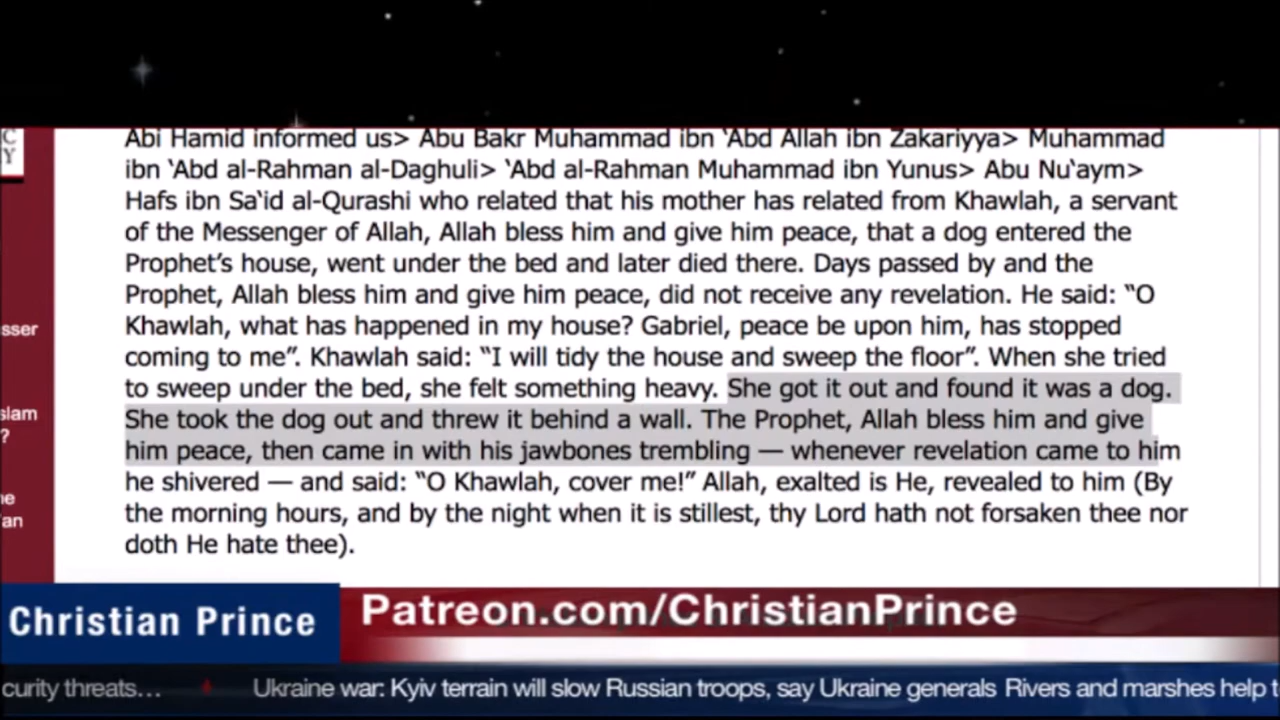 C
Y
Abi Hamid informed us> Abu Bakr Muhammad ibn ‘Abd Allah ibn Zakariyya> Muhammad
ibn ‘Abd al-Rahman al-Daghuli> ‘Abd al-Rahman Muhammad ibn Yunus> Abu Nu‘aym>
Hafs ibn Sa‘id al-Qurashi who related that his mother has related from Khawlah, a servant
of the Messenger of Allah, Allah bless him and give him peace, that a dog entered the
Prophet’s house, went under the bed and later died there. Days passed by and the
Prophet, Allah bless him and give him peace, did not receive any revelation. He said: “O
Khawlah, what has happened in my house? Gabriel, peace be upon him, has stopped
coming to me”. Khawlah said: “I will tidy the house and sweep the floor”. When she tried
to sweep under the bed, she felt something heavy. She got it out and found it was a dog.
She took the dog out and threw it behind a wall. The Prophet, Allah bless him and give
him peace, then came in with his jawbones trembling — whenever revelation came to him
he shivered — and said: “O Khawlah, cover me!” Allah, exalted is He, revealed to him (By
the morning hours, and by the night when it is stillest, thy Lord hath not forsaken thee nor
doth He hate thee).
sser
slam
?
ne
'an
Christian Prince
Patreon.com/ChristianPrince
curity threats... Ukraine war: Kyiv terrain will slow Russian troops, say Ukraine generals Rivers and marshes help t